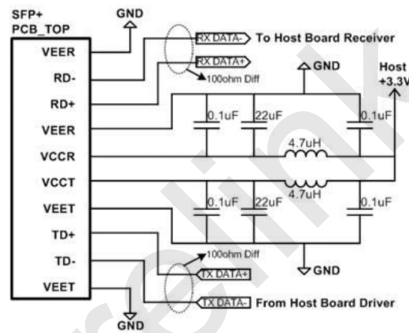 SFP+
PCB_TOP
GND
RX DATA-
To Host Board Receiver
VEER
RD-
RX DATA+
100ohm Diff
GND
Host
+3.3V
RD+
VEER
0.1uF
22uF
0.1uF
VCCR
4.7uH
VCCT
4.7uH
VEET
0.1uF
22uF
0.1uF
TD+
100ohm Diff
TX DATA+
GND
TD-
VEET
TX DATA-
From Host Board Driver
GND